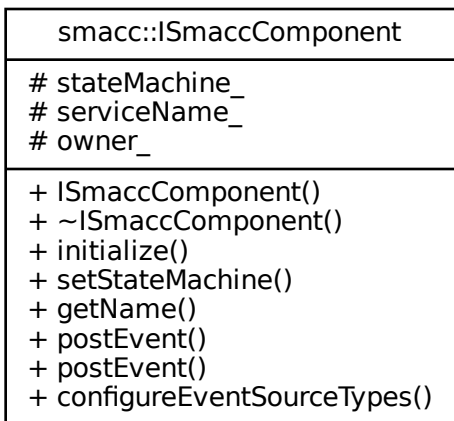 smacc::ISmaccComponent
# stateMachine_
# serviceName_
# owner_
+ ISmaccComponent()
+ ~ISmaccComponent()
+ initialize()
+ setStateMachine()
+ getName()
+ postEvent()
+ postEvent()
+ configureEventSourceTypes()